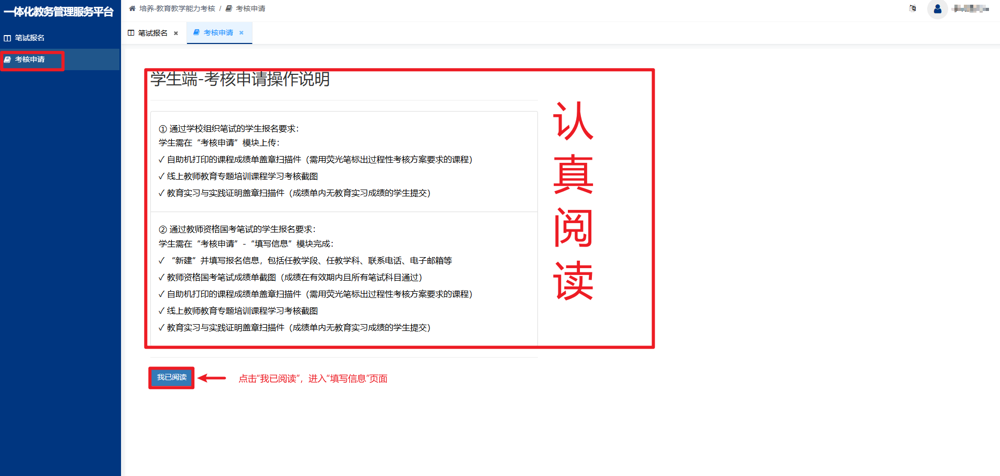 一体化教务管理服务平台
培养-教育教学能力考核 / 考核申请
笔试报名
考核申请
笔试报名 × 考核申请 ×
学生端-考核申请操作说明
① 通过学校组织笔试的学生报名要求：
学生需在“考核申请”模块上传：
✓ 自助机打印的课程成绩单盖章扫描件（需用荧光笔标出过程性考核方案要求的课程）
✓ 线上教师教育专题培训课程学习考核截图
✓ 教育实习与实践证明盖章扫描件（成绩单内无教育实习成绩的学生提交）
② 通过教师资格国考笔试的学生报名要求：
学生需在“考核申请”-“填写信息”模块完成：
✓ “新建”并填写报名信息，包括任教学段、任教学科、联系电话、电子邮箱等
✓ 教师资格国考笔试成绩单截图（成绩在有效期内且所有笔试科目通过）
✓ 自助机打印的课程成绩单盖章扫描件（需用荧光笔标出过程性考核方案要求的课程）
✓ 线上教师教育专题培训课程学习考核截图
✓ 教育实习与实践证明盖章扫描件（成绩单内无教育实习成绩的学生提交）
认
真
阅
读
我已阅读
点击“我已阅读”，进入“填写信息”页面